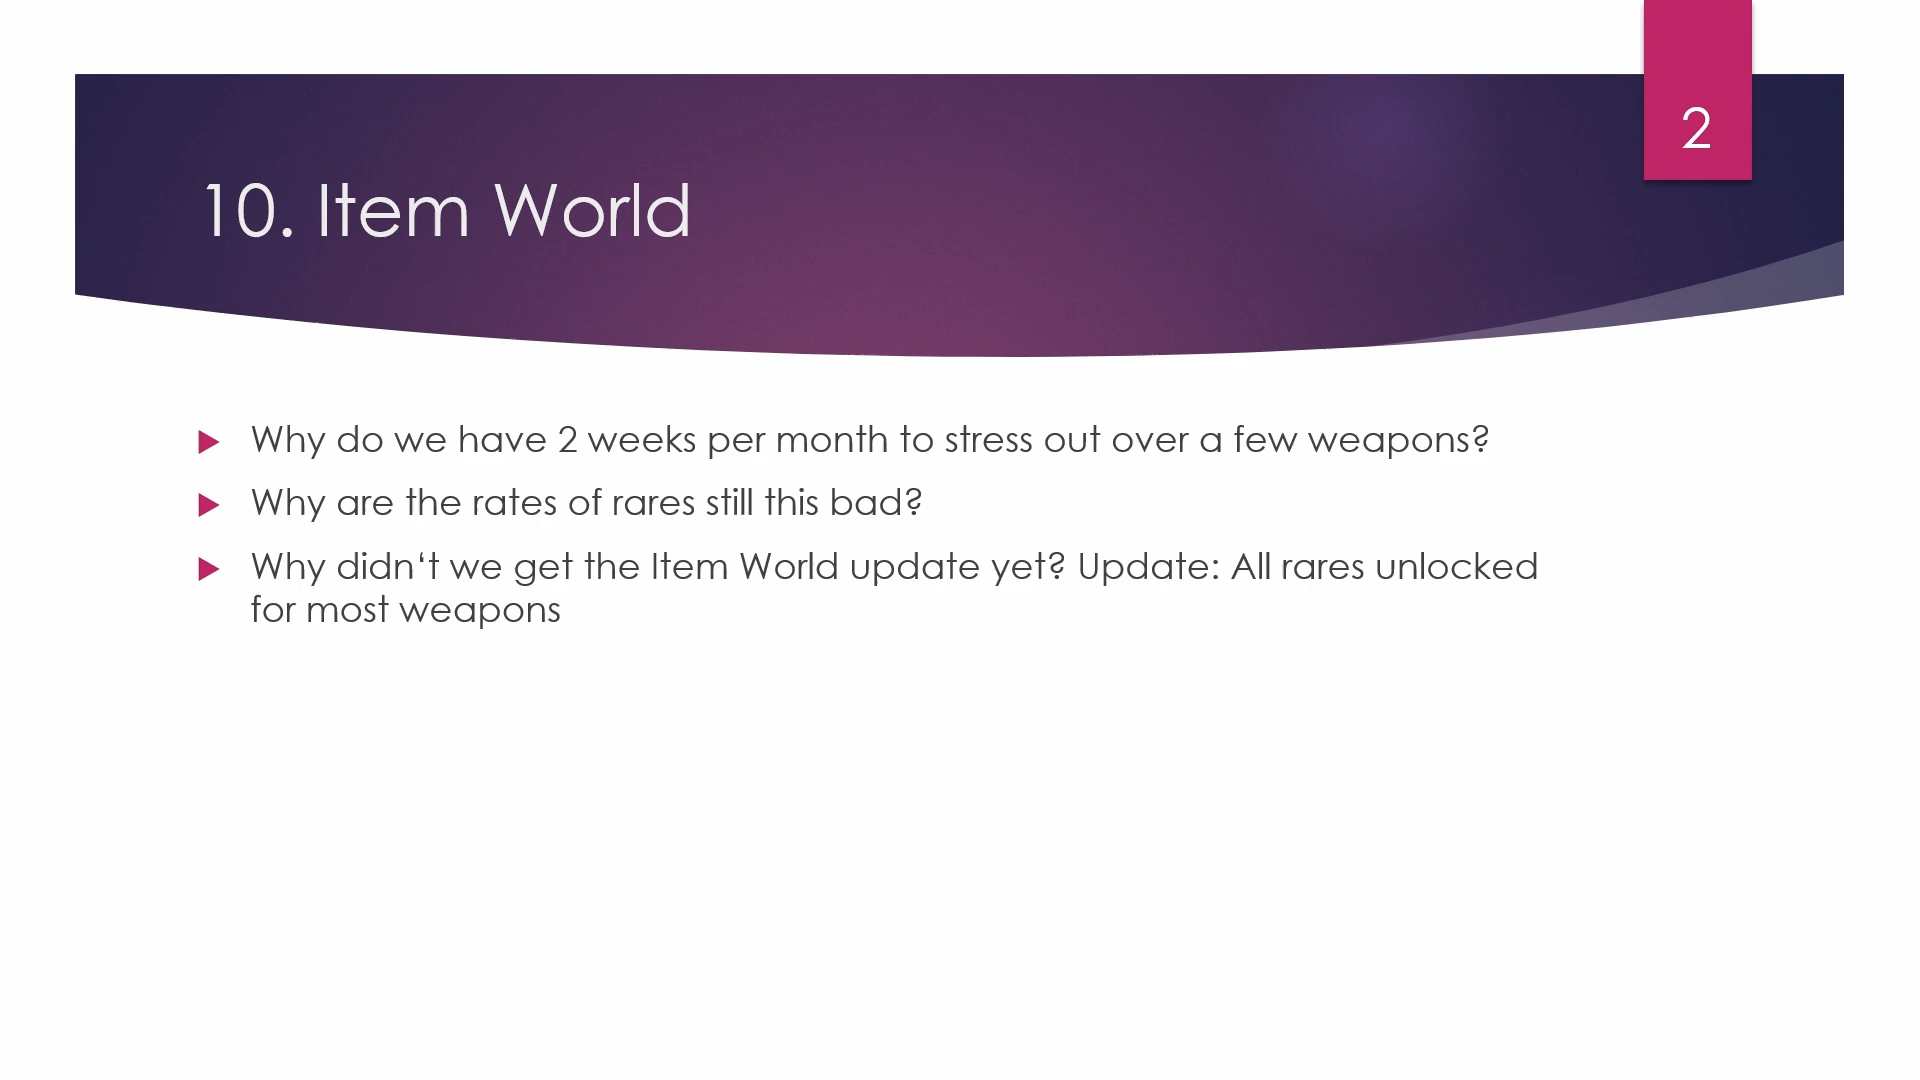 2
10. Item World
Why do we have 2 weeks per month to stress out over a few weapons?
Why are the rates of rares still this bad?
Why didn‘t we get the Item World update yet? Update: All rares unlocked
for most weapons